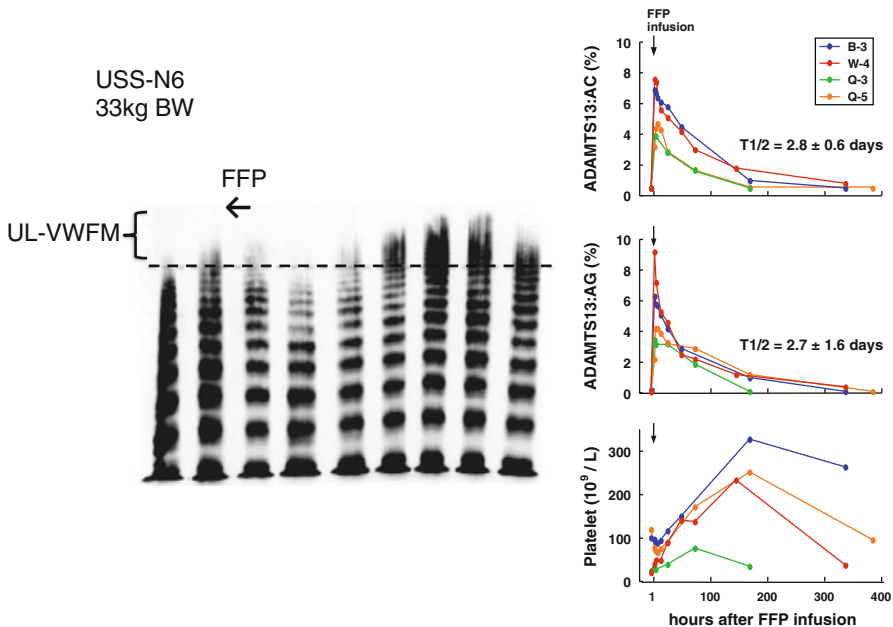 USS-N6
33kg BW
FFP
UL-VWFM
FFP
infusion
B-3
W-4
Q-3
Q-5
ADAMTS13:AC (%)
10
8
6
4
2
0
T1/2 = 2.8 ± 0.6 days
ADAMTS13:AG (%)
10
8
6
4
2
0
T1/2 = 2.7 ± 1.6 days
Platelet (10⁹ / L)
300
200
100
0
1 100 200 300 400
hours after FFP infusion